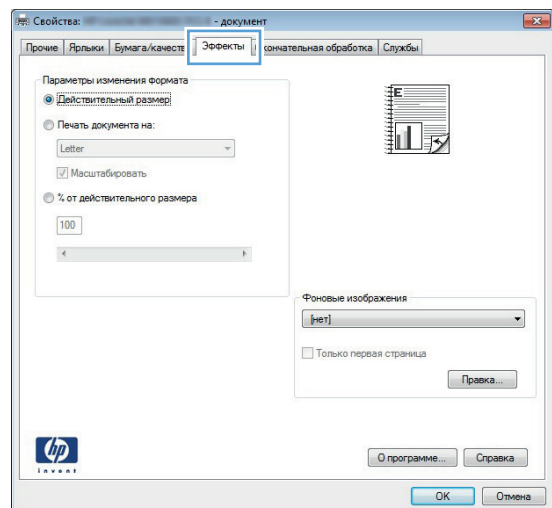 Свойства: - документ
Прочие Ярлыки Бумага/качеств Эффекты кончательная обработка Службы
Параметры изменения формата
Действительный размер
E
Печать документа на:
Letter
Масштабировать
% от действительного размера
100
Фоновые изображения
[нет]
Только первая страница
Правка...
hp
invent
О программе... Справка
OK Отмена